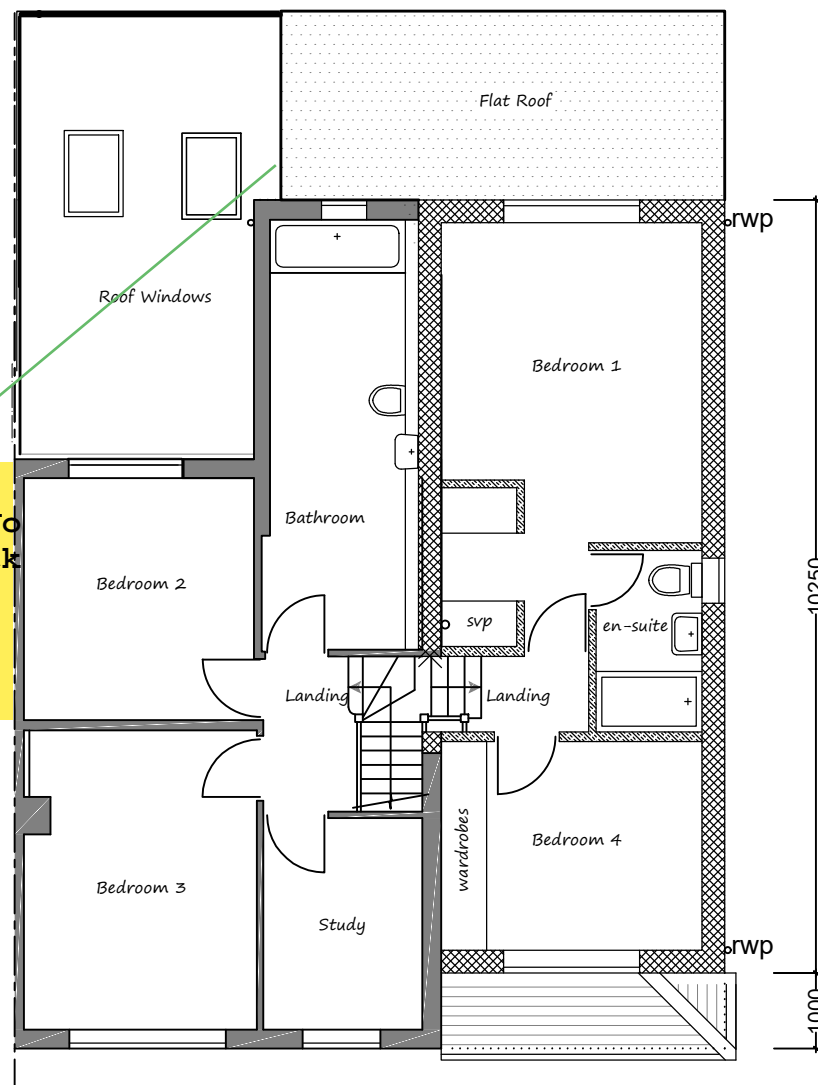 Flat Roof
rwp
Roof Windows
Bedroom 1
Bathroom
To
k
Bedroom 2
10250
svp
en-suite
Landing
Landing
wardrobes
Bedroom 4
Bedroom 3
Study
rwp
1000